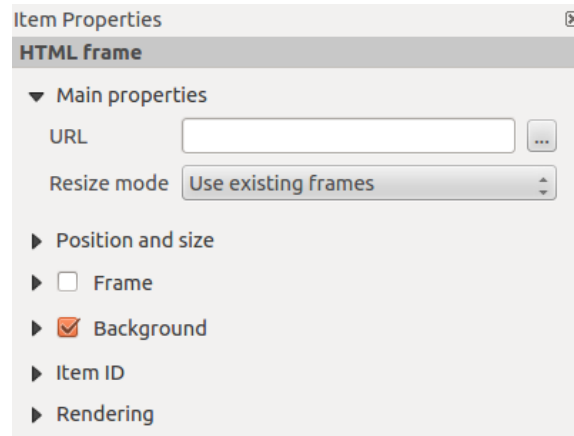 Item Properties
HTML frame
Main properties
URL
...
Resize mode Use existing frames
Position and size
Frame
Background
Item ID
Rendering